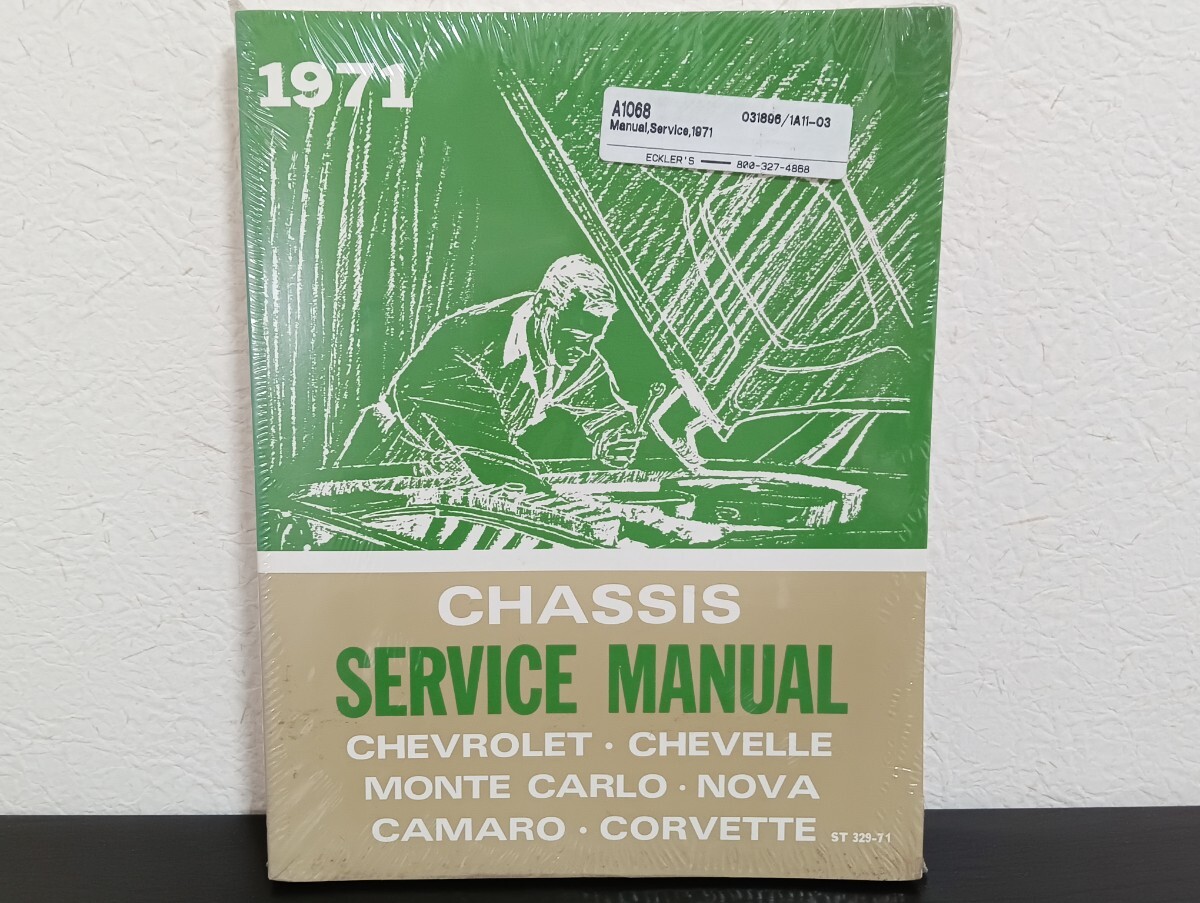 1971
A1068 031896/1A11-03
Manual,Service,1971
ECKLER'S 800-327-4868
CHASSIS
SERVICE MANUAL
CHEVROLET · CHEVELLE
MONTE CARLO · NOVA
CAMARO · CORVETTE ST 329-71